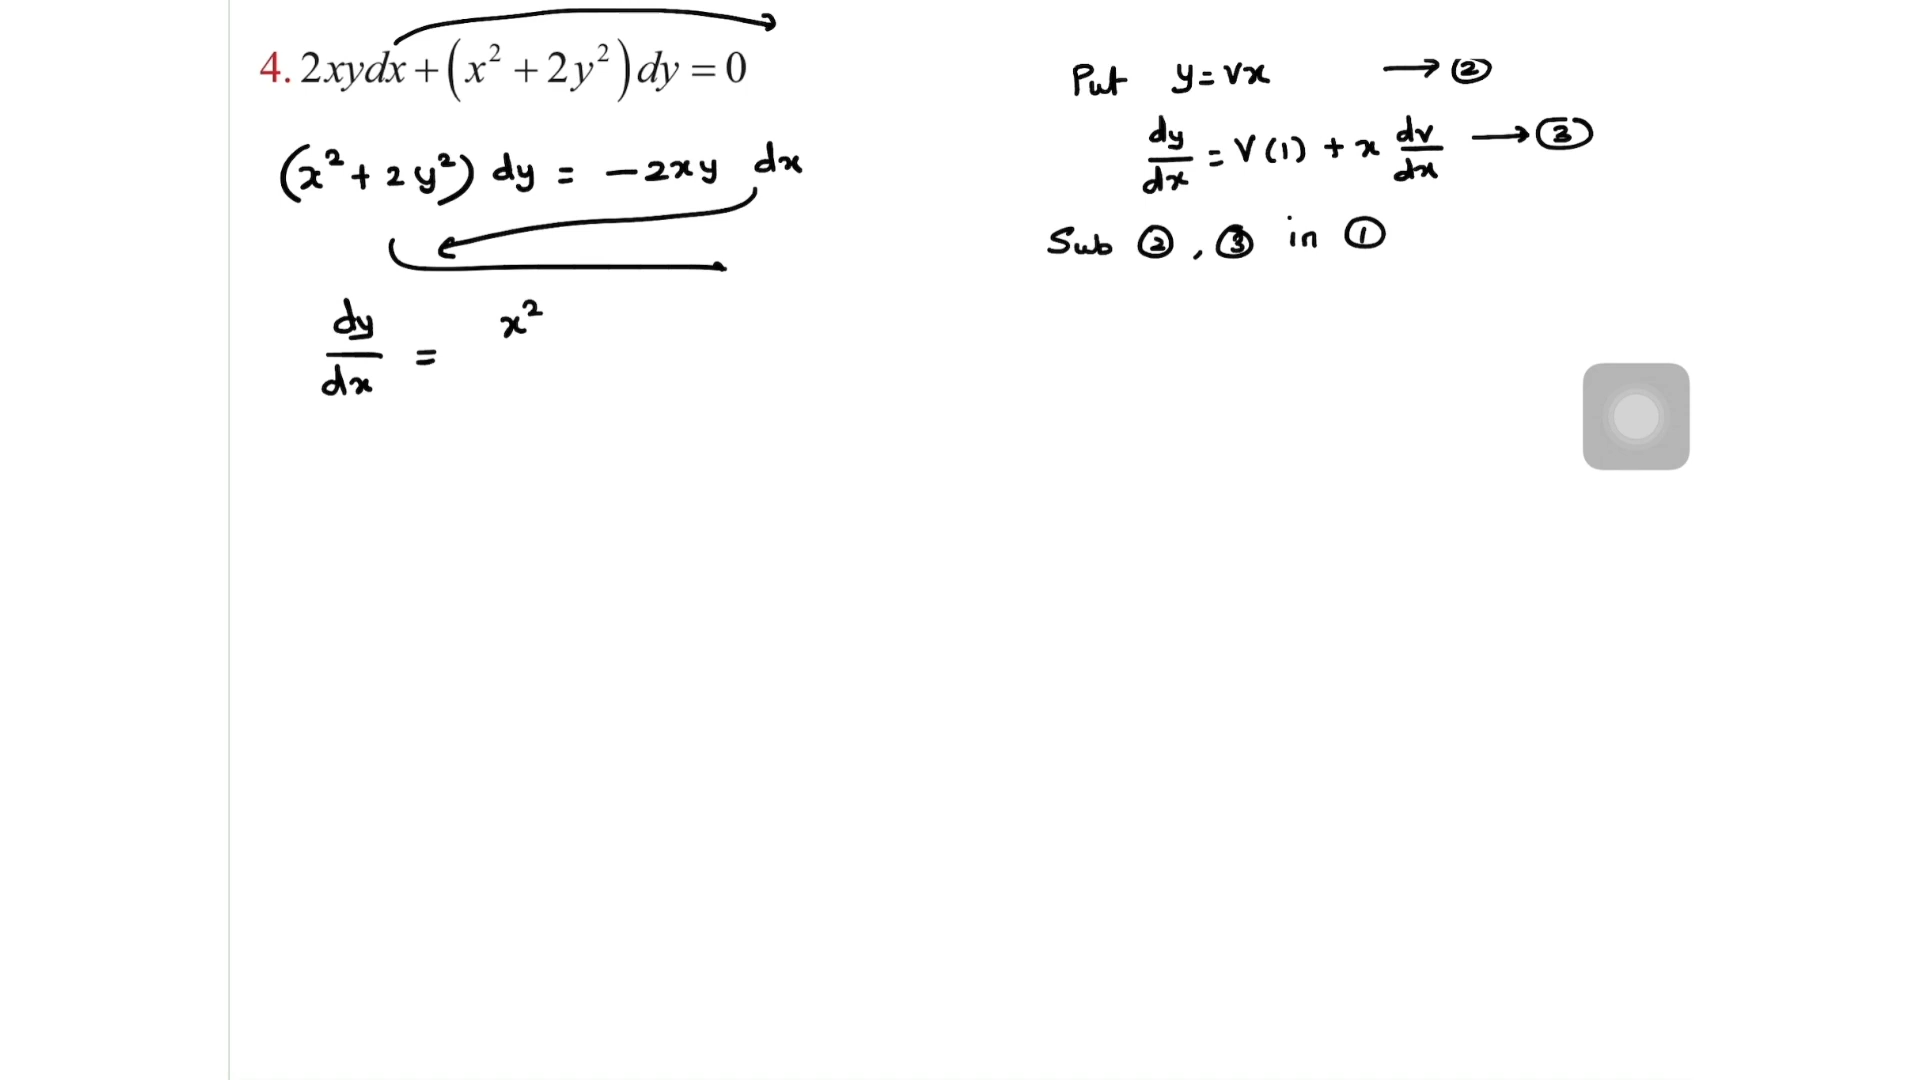 4. 2xydx + (x² + 2y²) dy = 0
(x² + 2y²) dy = -2xy dx
dy/dx = x²
Put y = vx → ②
dy/dx = v(1) + x dv/dx → ③
Sub ②, ③ in ①